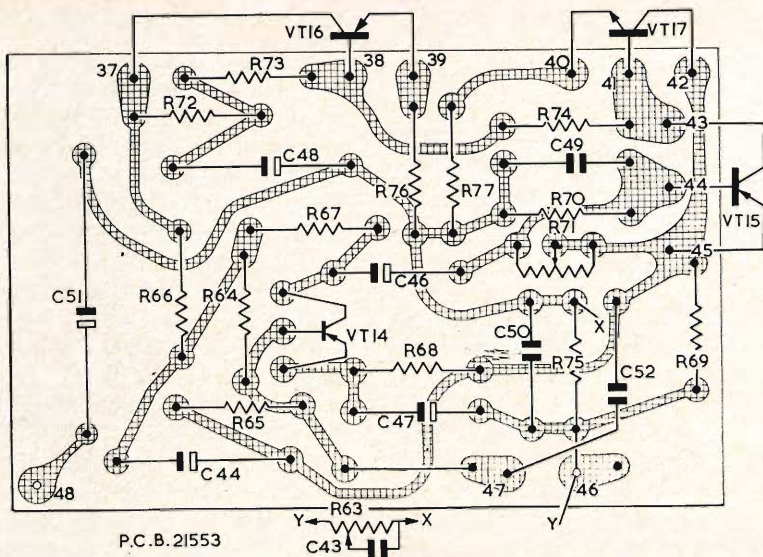 VT16
VT17
37
R73
38
39
40
41
42
R72
R74
43
C48
C49
R76
R77
44
R70
VT15
R67
R71
45
C46
C51
R66
R64
X
VT14
C50
R68
R75
C52
R69
R65
C47
C44
48
47
46
R63
Y
X
Y
C43
P.C.B. 21553